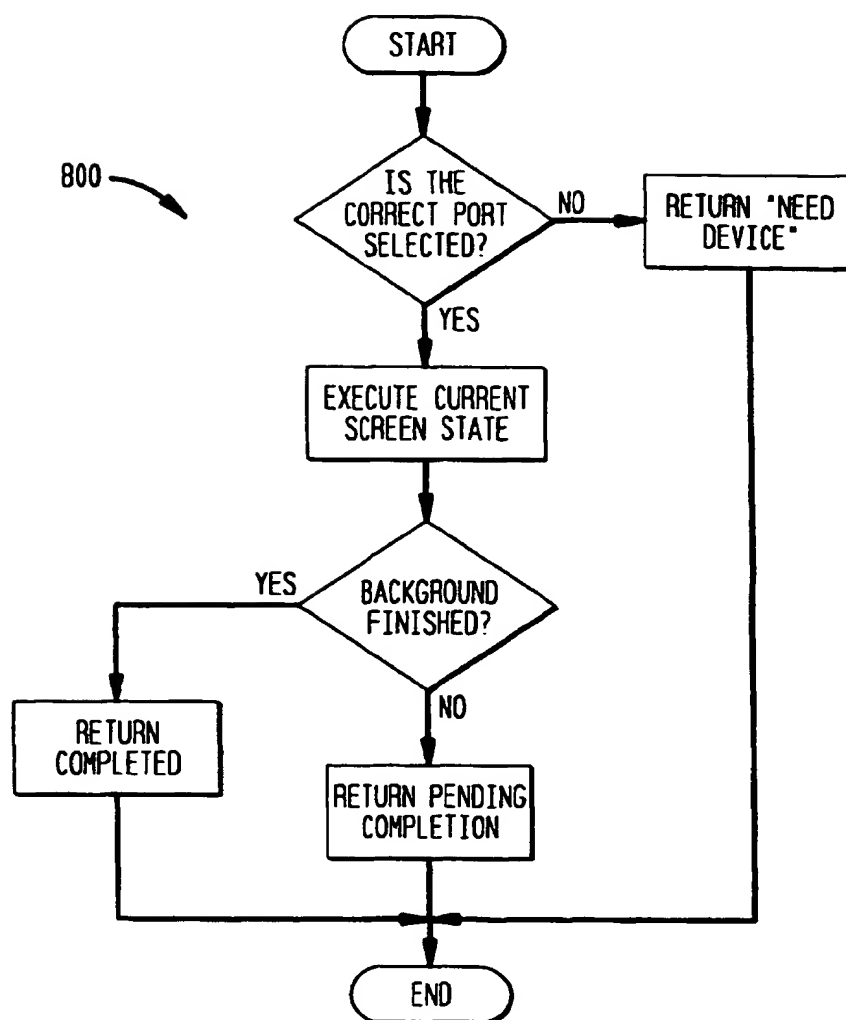 START
800
IS THE
CORRECT PORT
SELECTED?
NO
RETURN "NEED
DEVICE"
YES
EXECUTE CURRENT
SCREEN STATE
YES
BACKGROUND
FINISHED?
NO
RETURN
COMPLETED
RETURN PENDING
COMPLETION
END